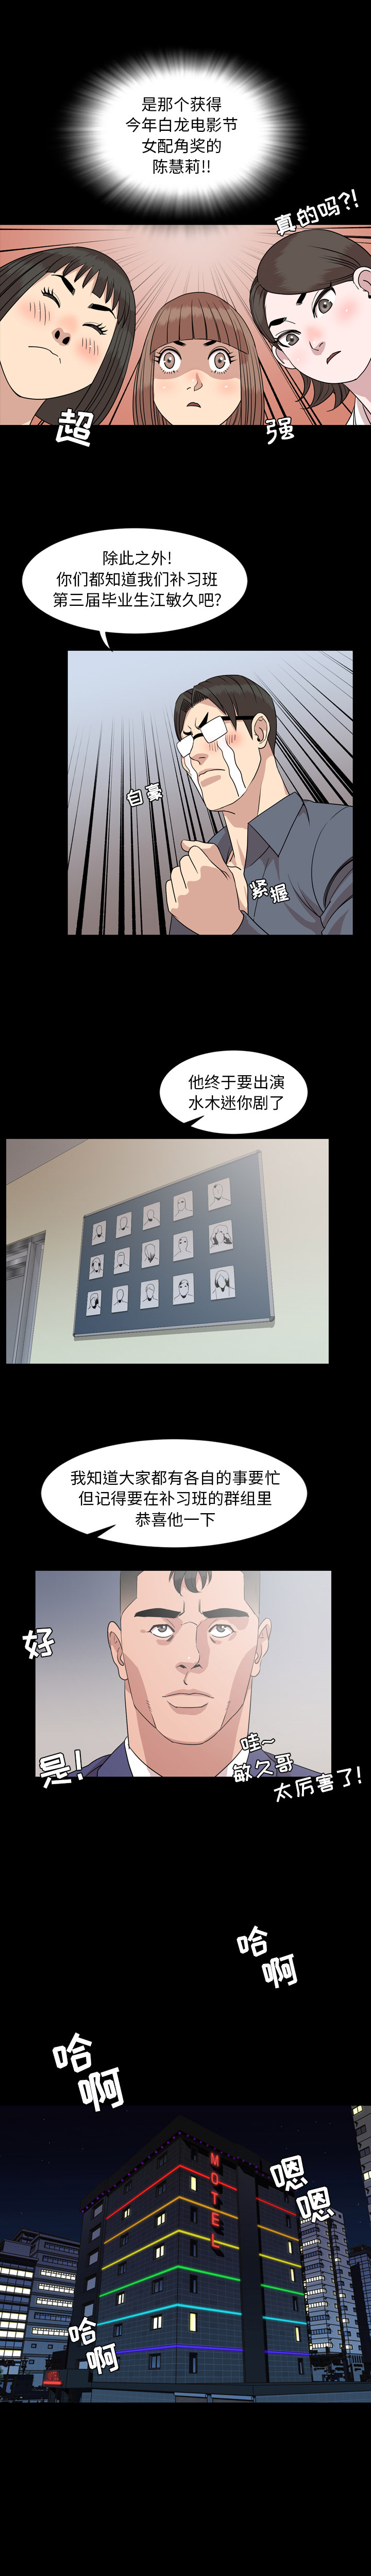 是那个获得
今年白龙电影节
女配角奖的
陈慧莉!!
真的吗?!
超
强
除此之外!
你们都知道我们补习班
第三届毕业生江敏久吧?
自豪
紧握
他终于要出演
水木迷你剧了
我知道大家都有各自的事要忙
但记得要在补习班的群组里
恭喜他一下
好
是!
哇~
敏久哥
太厉害了!
哈
啊
哈
啊
MOTEL
嗯
嗯
哈
啊